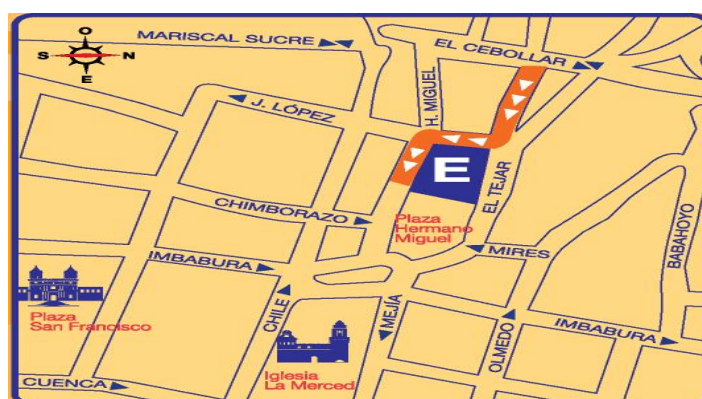 O
S N
E
MARISCAL SUCRE
EL CEBOLLAR
H. MIGUEL
J. LÓPEZ
E
EL TEJAR
CHIMBORAZO
Plaza
Hermano
Miguel
MIRES
BABAHOYO
IMBABURA
Plaza
San Francisco
CHILE
MEJÍA
OLMEDO
IMBABURA
Iglesia
La Merced
CUENCA